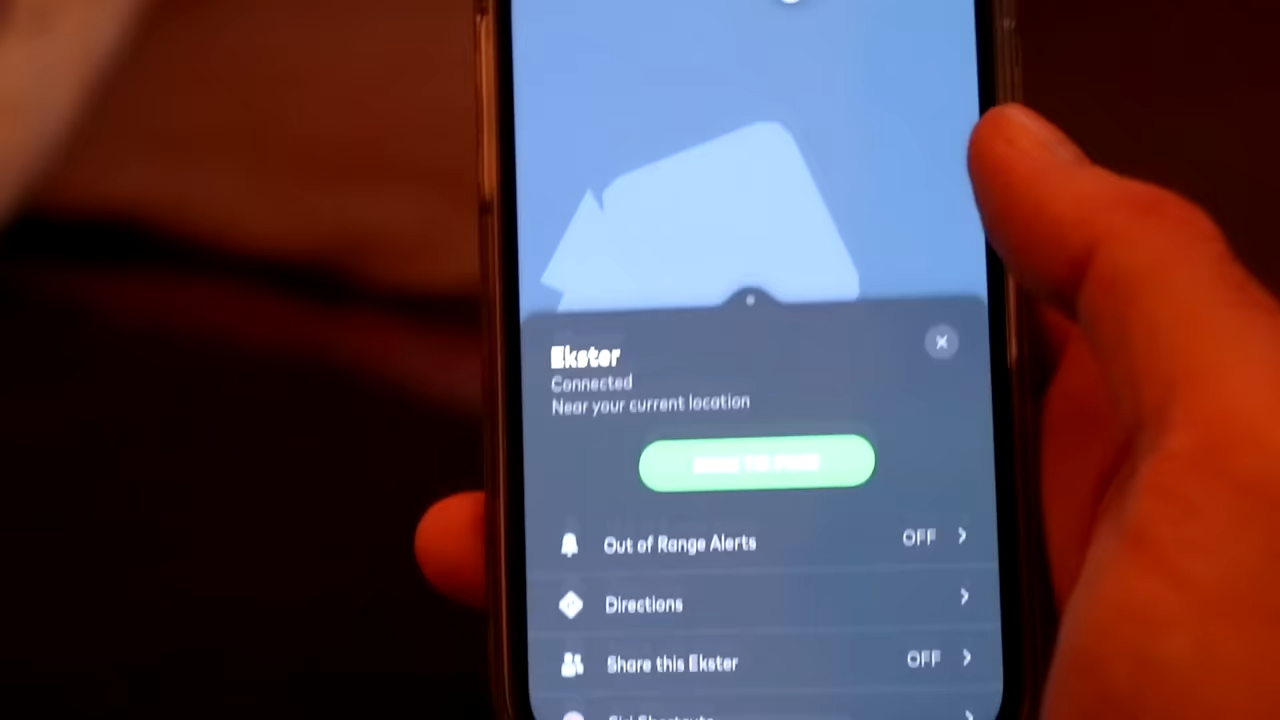 Ekster
Connected
Near your current location
Out of Range Alerts OFF
Directions
Share this Ekster OFF